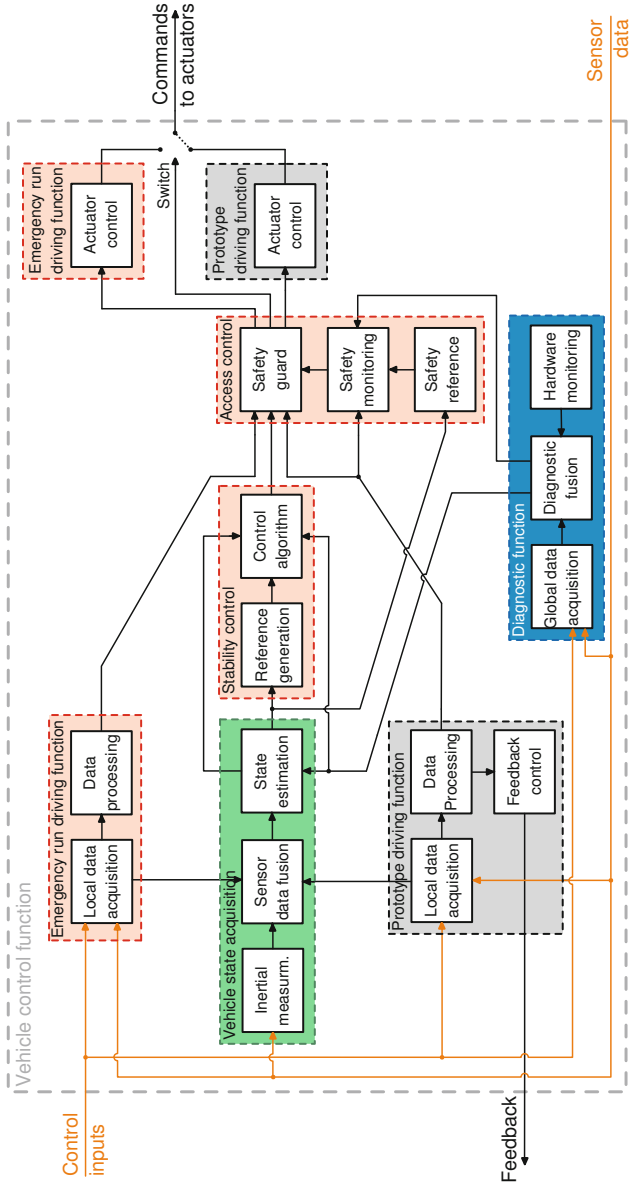 Vehicle control function
Control
inputs
Emergency run driving function
Local data
acquisition
Data
processing
Emergency run
driving function
Actuator
control
Commands
to actuators
Switch
Vehicle state acquisition
Inertial
measurm.
Sensor
data fusion
State
estimation
Stability control
Reference
generation
Control
algorithm
Access control
Safety
guard
Safety
monitoring
Safety
reference
Prototype
driving function
Actuator
control
Prototype driving function
Local data
acquisition
Data
Processing
Feedback
control
Diagnostic function
Global data
acquisition
Diagnostic
fusion
Hardware
monitoring
Feedback
Sensor
data